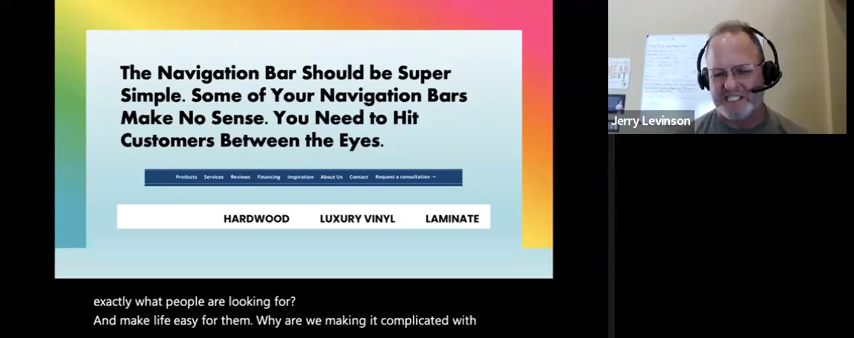 The Navigation Bar Should be Super
Simple. Some of Your Navigation Bars
Make No Sense. You Need to Hit
Customers Between the Eyes.
Products Services Reviews Financing Inspiration About Us Contact Request a consultation →
HARDWOOD LUXURY VINYL LAMINATE
Jerry Levinson
exactly what people are looking for?
And make life easy for them. Why are we making it complicated with